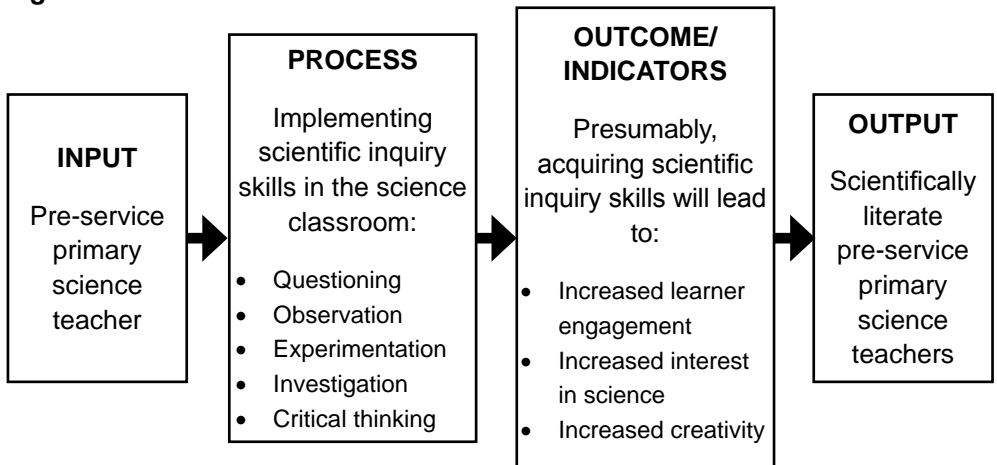 INPUT
Pre-service
primary
science
teacher
PROCESS
Implementing
scientific inquiry
skills in the science
classroom:
• Questioning
• Observation
• Experimentation
• Investigation
• Critical thinking
OUTCOME/
INDICATORS
Presumably,
acquiring scientific
inquiry skills will lead
to:
• Increased learner
engagement
• Increased interest
in science
• Increased creativity
OUTPUT
Scientifically
literate
pre-service
primary
science
teachers